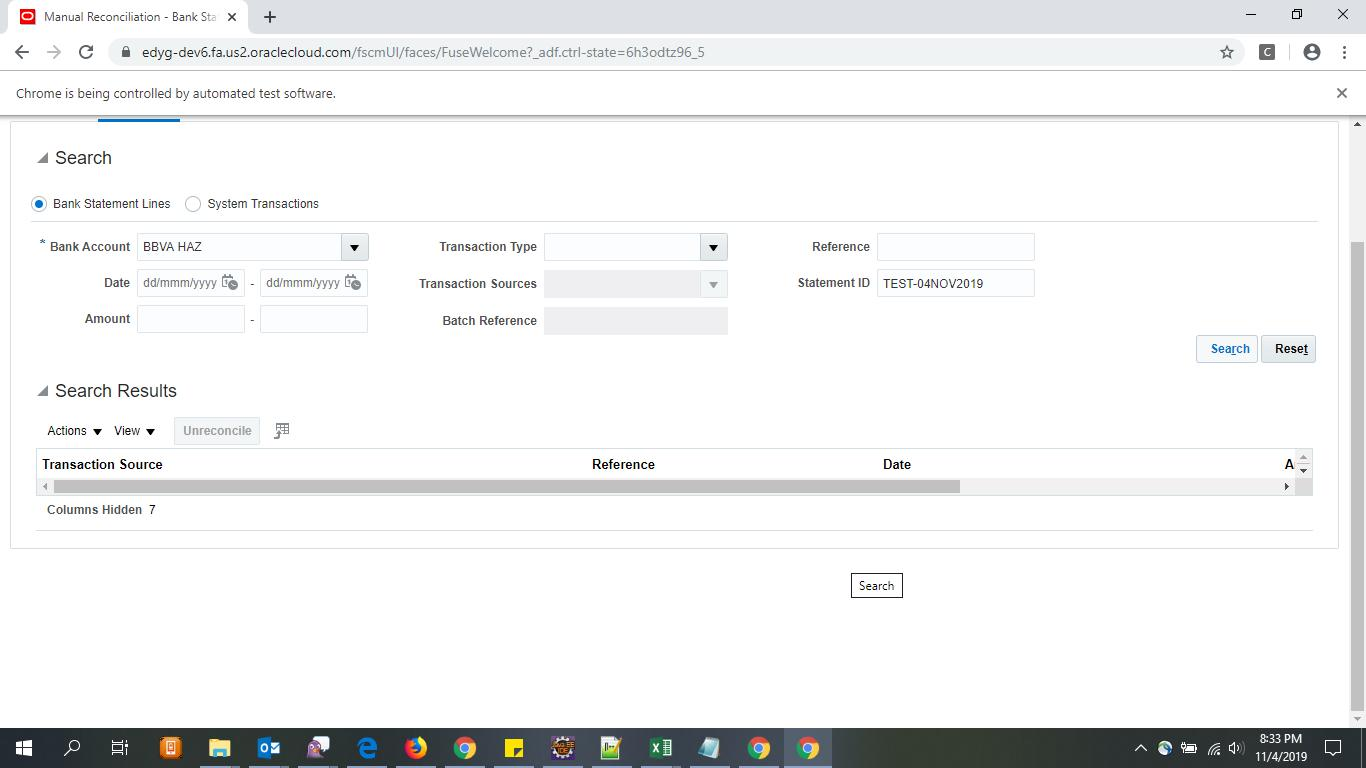 Manual Reconciliation - Bank Sta
edyg-dev6.fa.us2.oraclecloud.com/fscmUI/faces/FuseWelcome?_adf.ctrl-state=6h3odtz96_5
C
Chrome is being controlled by automated test software.
Search
Bank Statement Lines System Transactions
* Bank Account BBVA HAZ Transaction Type Reference
Date dd/mmm/yyyy - dd/mmm/yyyy Transaction Sources Statement ID TEST-04NOV2019
Amount - Batch Reference
Search Reset
Search Results
Actions View Unreconcile
Transaction Source Reference Date A
Columns Hidden 7
Search
8:33 PM
11/4/2019